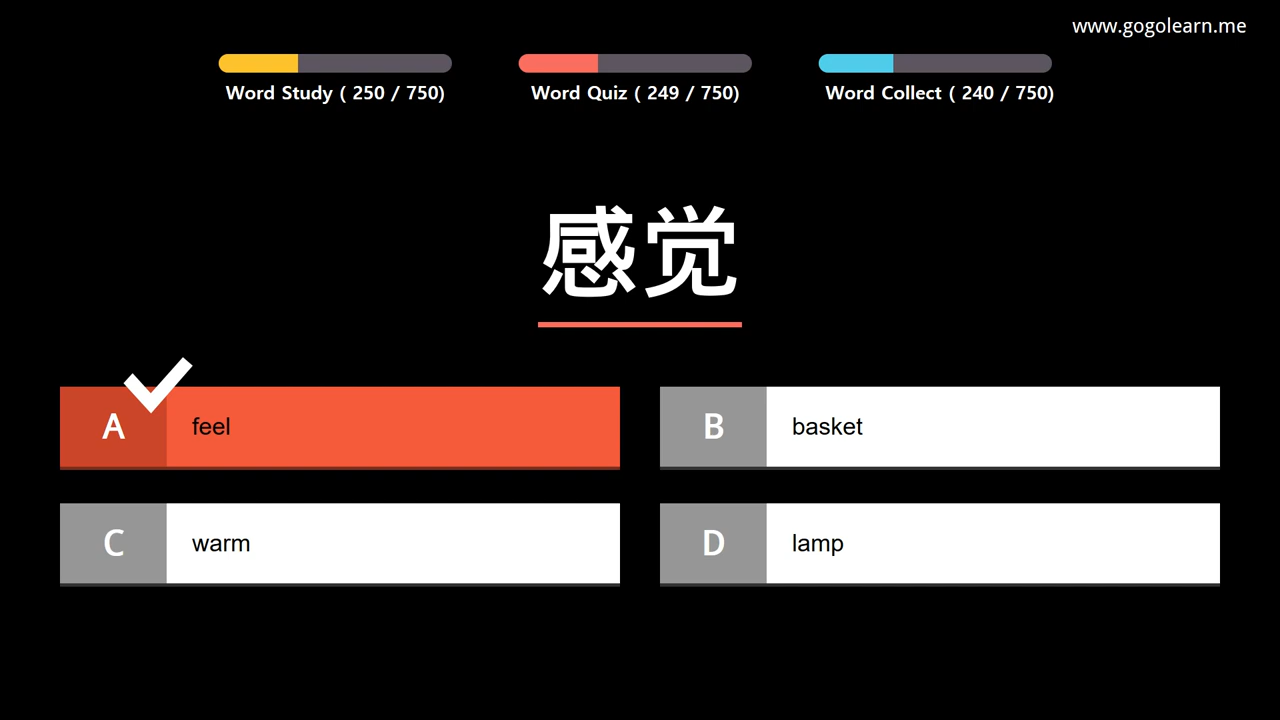 www.gogolearn.me
Word Study ( 250 / 750)
Word Quiz ( 249 / 750)
Word Collect ( 240 / 750)
感觉
A feel
B basket
C warm
D lamp